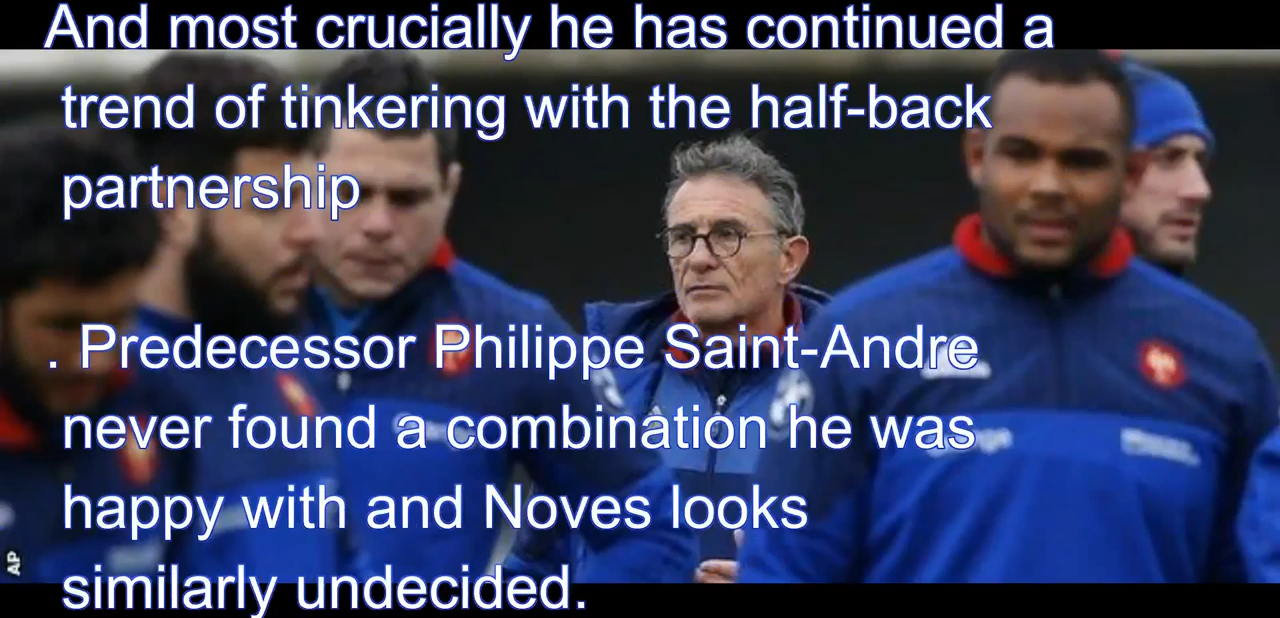 And most crucially he has continued a
trend of tinkering with the half-back
partnership
. Predecessor Philippe Saint-Andre
never found a combination he was
happy with and Noves looks
similarly undecided.
AP